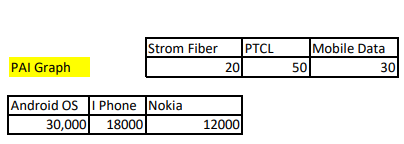 Strom Fiber PTCL Mobile Data
PAI Graph 20 50 30
Android OS I Phone Nokia
30,000 18000 12000